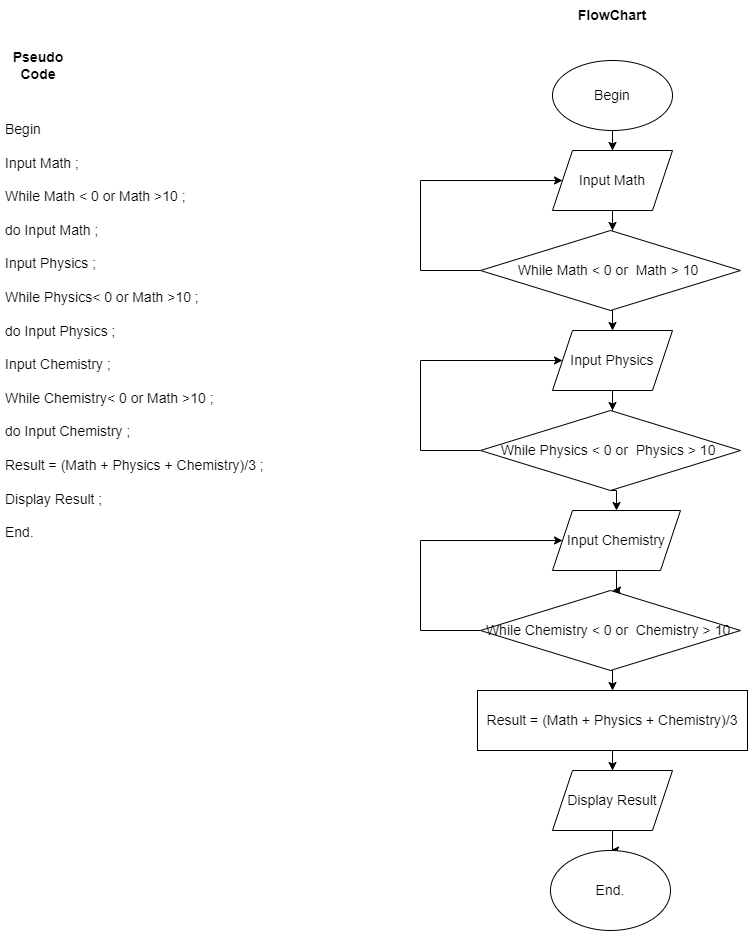 Pseudo
Code
Begin
Input Math ;
While Math < 0 or Math >10 ;
do Input Math ;
Input Physics ;
While Physics< 0 or Math >10 ;
do Input Physics ;
Input Chemistry ;
While Chemistry< 0 or Math >10 ;
do Input Chemistry ;
Result = (Math + Physics + Chemistry)/3 ;
Display Result ;
End.
FlowChart
Begin
Input Math
While Math < 0 or  Math > 10
Input Physics
While Physics < 0 or  Physics > 10
Input Chemistry
While Chemistry < 0 or  Chemistry > 10
Result = (Math + Physics + Chemistry)/3
Display Result
End.